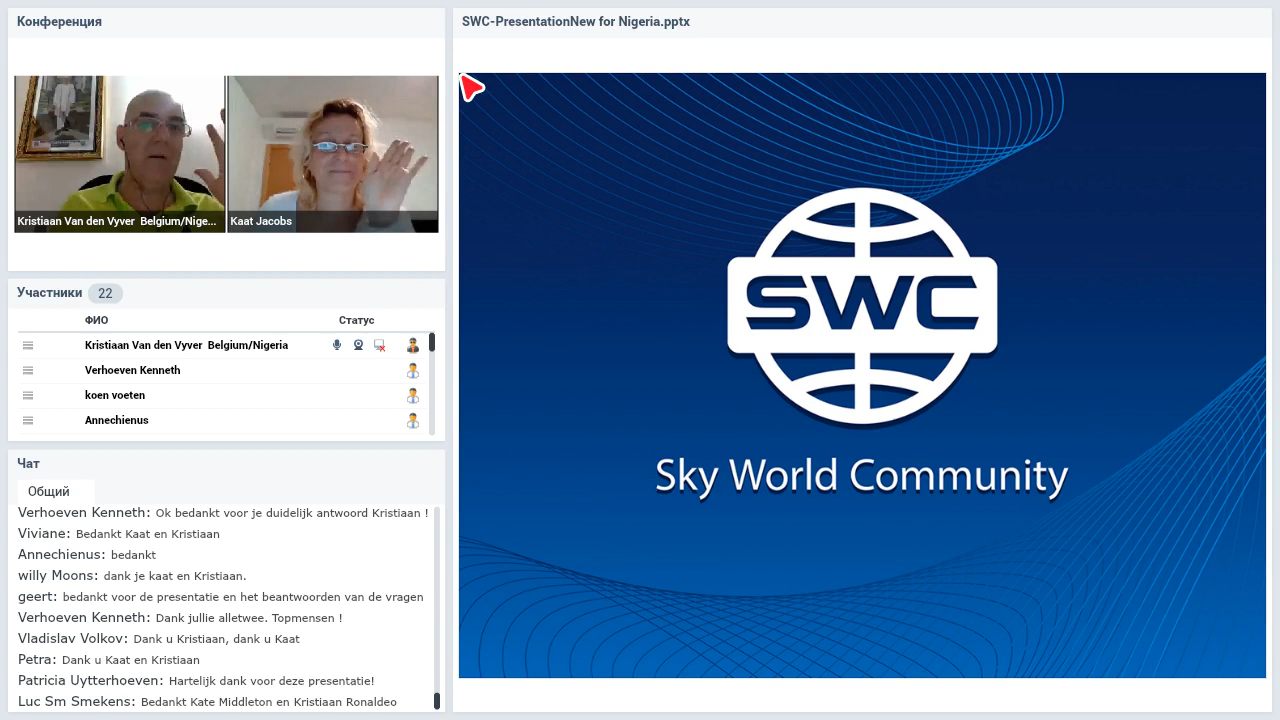 Конференция
Kristiaan Van den Vyver  Belgium/Nige...
Kaat Jacobs
Участники 22
ФИО Статус
Kristiaan Van den Vyver  Belgium/Nigeria
Verhoeven Kenneth
koen voeten
Annechienus
Чат
Общий
Verhoeven Kenneth: Ok bedankt voor je duidelijk antwoord Kristiaan !
Viviane: Bedankt Kaat en Kristiaan
Annechienus: bedankt
willy Moons: dank je kaat en Kristiaan.
geert: bedankt voor de presentatie en het beantwoorden van de vragen
Verhoeven Kenneth: Dank jullie alletwee. Topmensen !
Vladislav Volkov: Dank u Kristiaan, dank u Kaat
Petra: Dank u Kaat en Kristiaan
Patricia Uytterhoeven: Hartelijk dank voor deze presentatie!
Luc Sm Smekens: Bedankt Kate Middleton en Kristiaan Ronaldeo
SWC-PresentationNew for Nigeria.pptx
SWC
Sky World Community